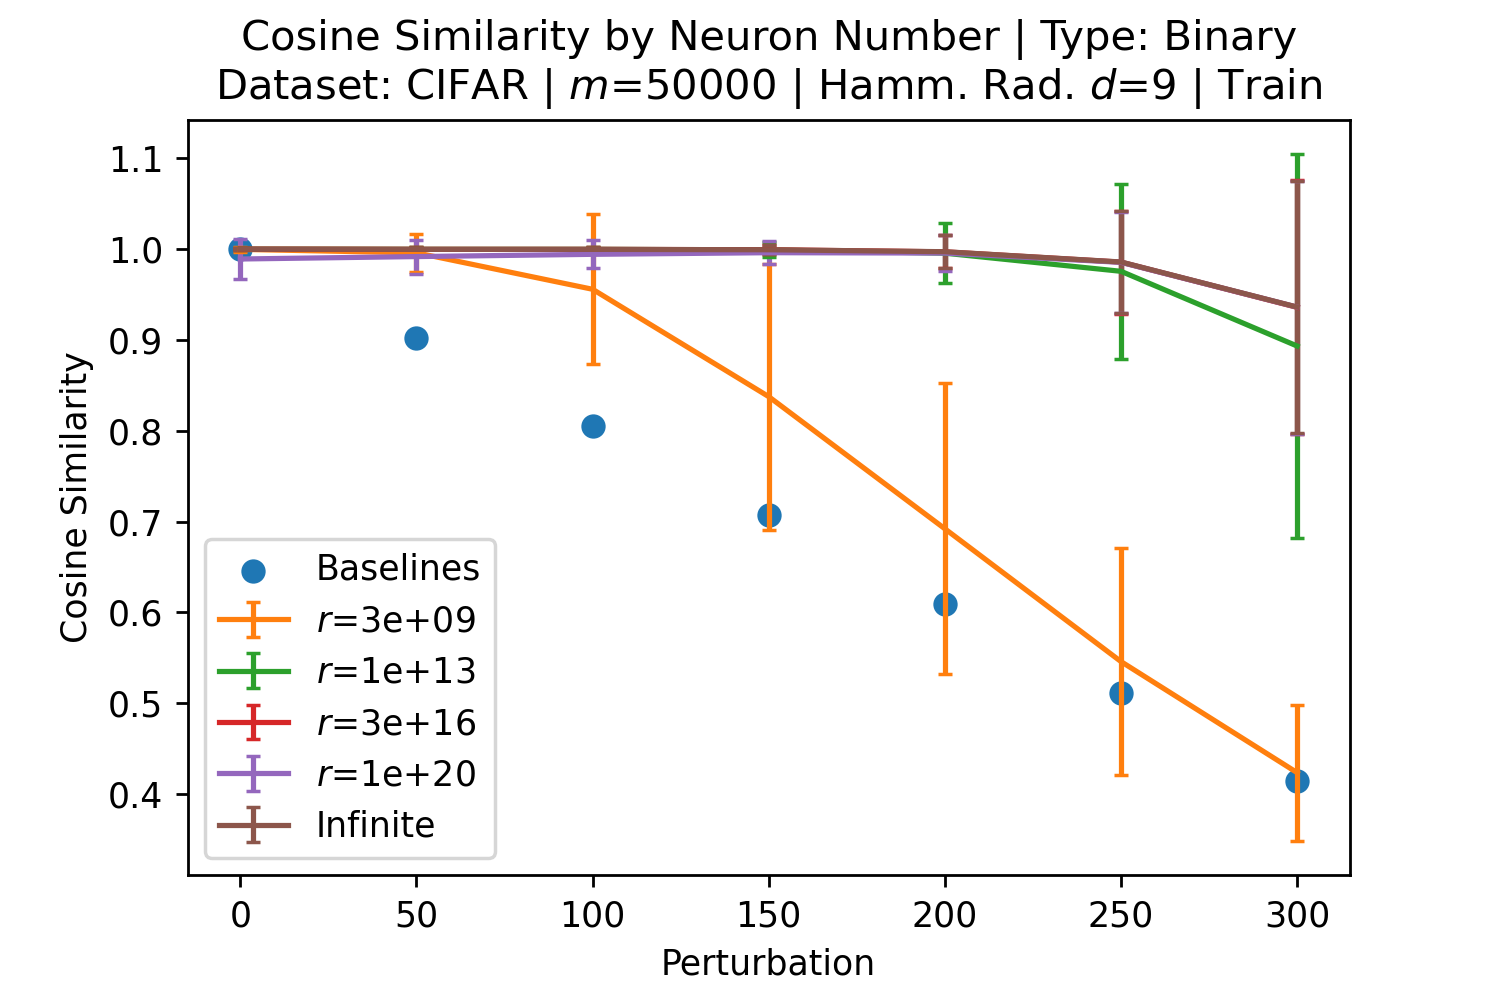 Cosine Similarity by Neuron Number | Type: Binary
Dataset: CIFAR | m=50000 | Hamm. Rad. d=9 | Train
1.1
1.0
0.9
0.8
0.7
0.6
0.5
0.4
Cosine Similarity
Baselines
r=3e+09
r=1e+13
r=3e+16
r=1e+20
Infinite
0 50 100 150 200 250 300
Perturbation